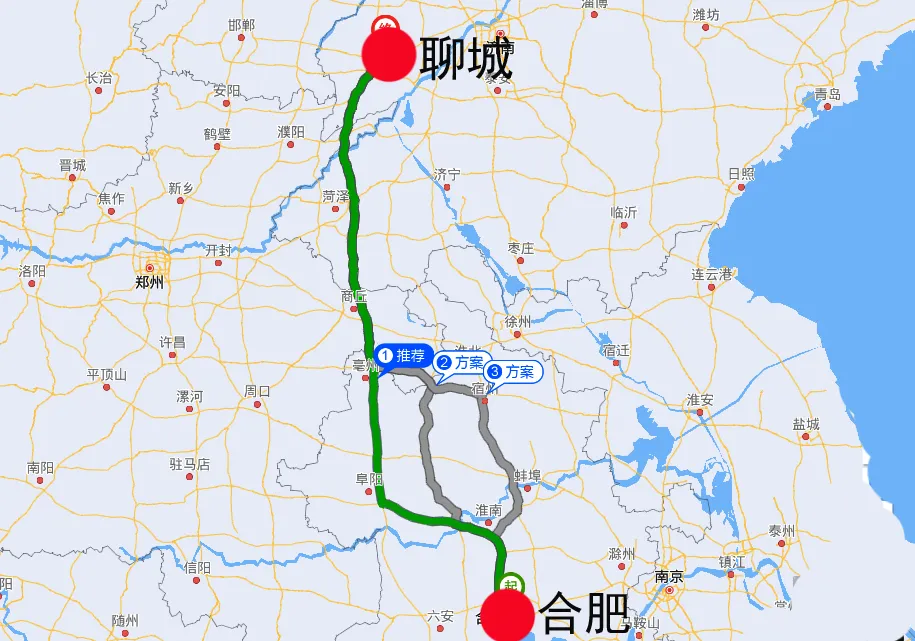 淄博
潍坊
邯郸
终
聊城
济南
泰安
长治
安阳
青岛
鹤壁
濮阳
晋城
济宁
日照
新乡
焦作
菏泽
临沂
开封
枣庄
洛阳
郑州
连云港
商丘
徐州
许昌
淮北
宿迁
1 推荐
2 方案
3 方案
亳州
平顶山
漯河
周口
宿州
淮安
盐城
南阳
驻马店
阜阳
蚌埠
淮南
泰州
滁州
镇江
信阳
南京
起
合肥
六安
马鞍山
随州